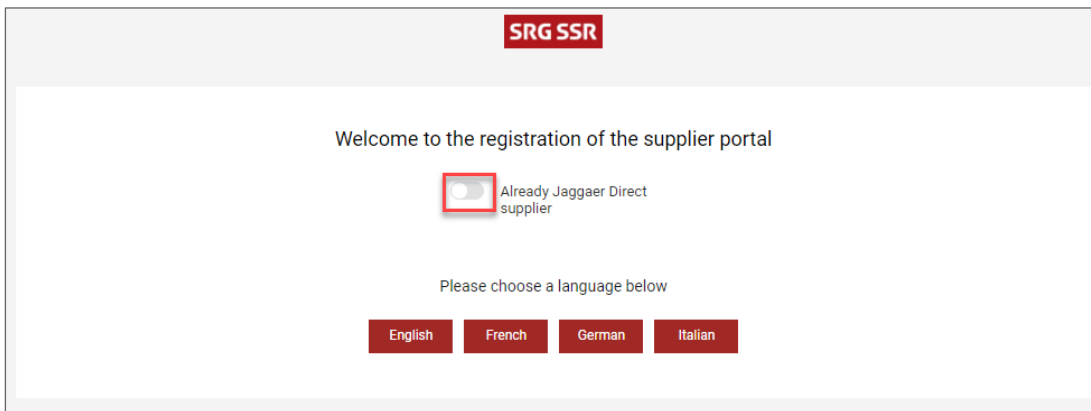 SRG SSR
Welcome to the registration of the supplier portal
Already Jaggaer Direct
supplier
Please choose a language below
English French German Italian